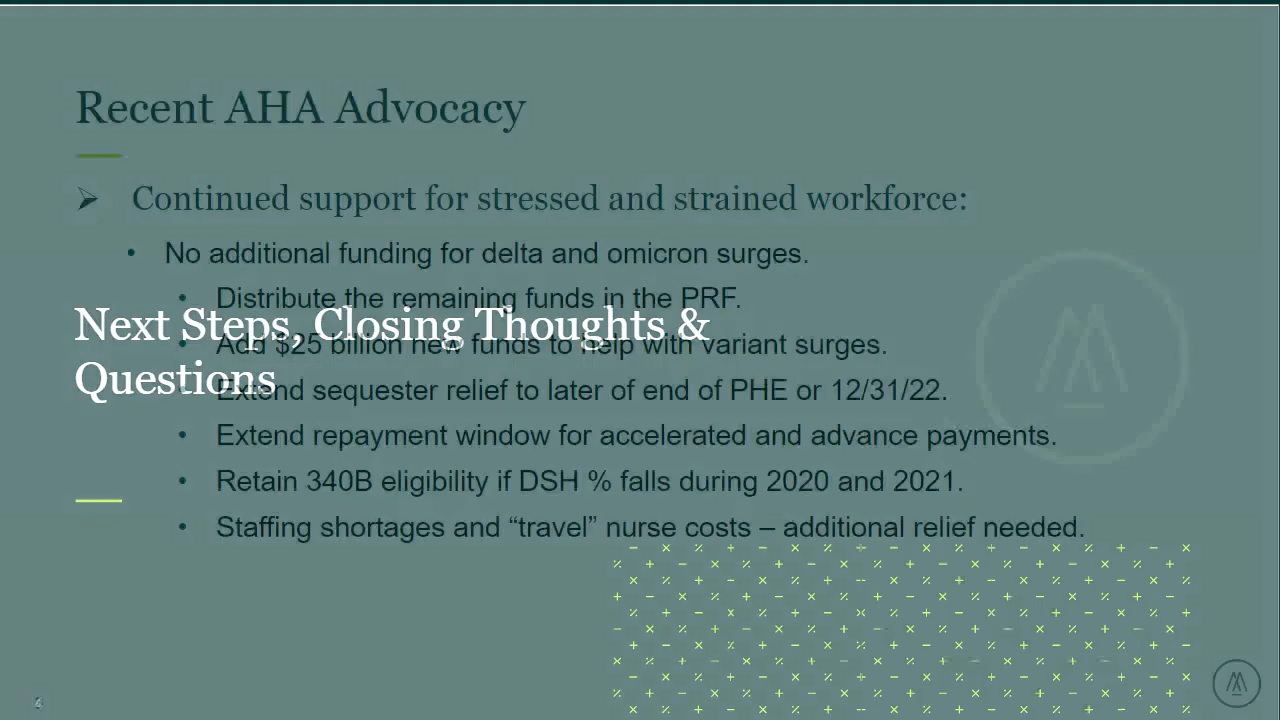 Recent AHA Advocacy
Continued support for stressed and strained workforce:
• No additional funding for delta and omicron surges.
• Distribute the remaining funds in the PRF.
Next Steps, Closing Thoughts &
• Add $25 billion new funds to help with variant surges.
Questions
• Extend sequester relief to later of end of PHE or 12/31/22.
• Extend repayment window for accelerated and advance payments.
• Retain 340B eligibility if DSH % falls during 2020 and 2021.
• Staffing shortages and “travel” nurse costs – additional relief needed.
4